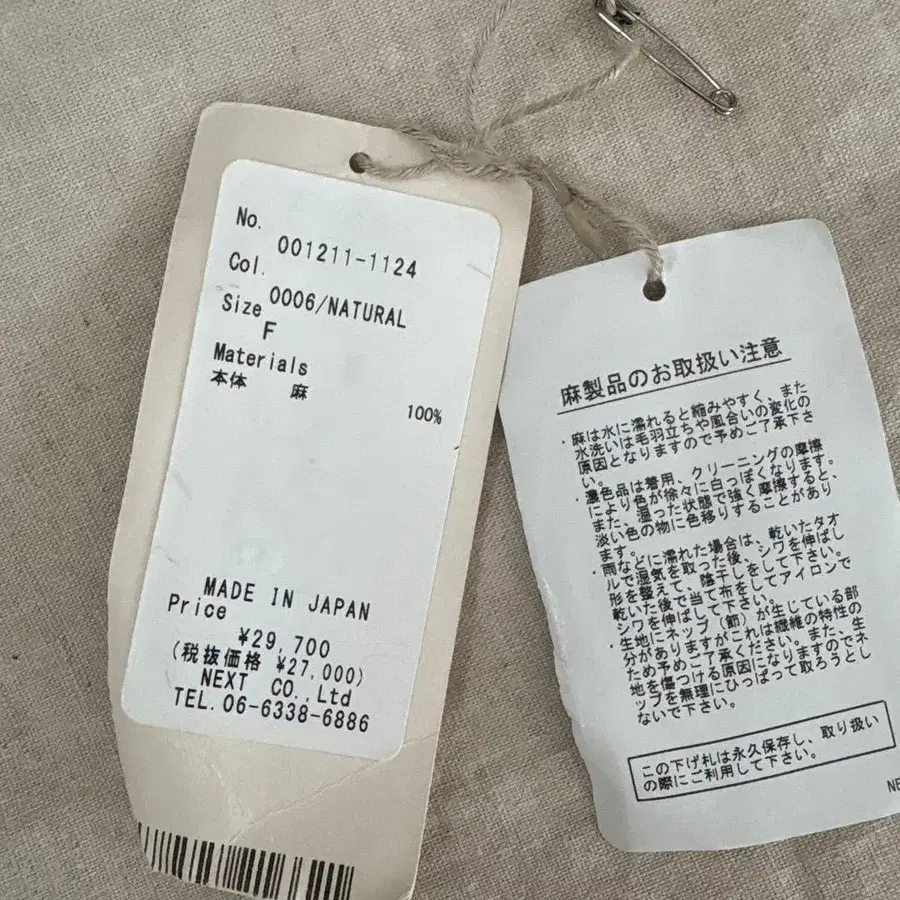 No.
001211-1124
Col.
0006/NATURAL
Size
F
Materials
本体 麻
100%
MADE IN JAPAN
Price
¥29,700
(税抜価格 ¥27,000)
NEXT CO.,Ltd
TEL.06-6338-6886
麻製品のお取扱い注意
・麻は水に濡れると縮みやすく、また
水洗いは毛羽立ちや風合いの変化の
原因となりますので予めご了承下さ
い。
・濃色品は着用、クリーニングの摩擦
により色が徐々に白っぽくなります。
また、湿った状態で強く摩擦すると、
淡い色の物に色移りすることがあり
ます。
・雨などに濡れた場合は、乾いたタオ
ルで湿気を取った後、シワを伸ばし
形を整えて、陰干しをして下さい。
乾いた後で当て布をしてアイロンで
シワを伸ばして下さい。
・生地にネップ(節)が生じている部
分がありますがこれは繊維の特性の
ため予めご了承ください。また、生
地を傷つける原因になりますのでネ
ップを無理にひっぱって取ろうとし
ないで下さい。
この下げ札は永久保存し、取り扱い
の際にご利用して下さい。